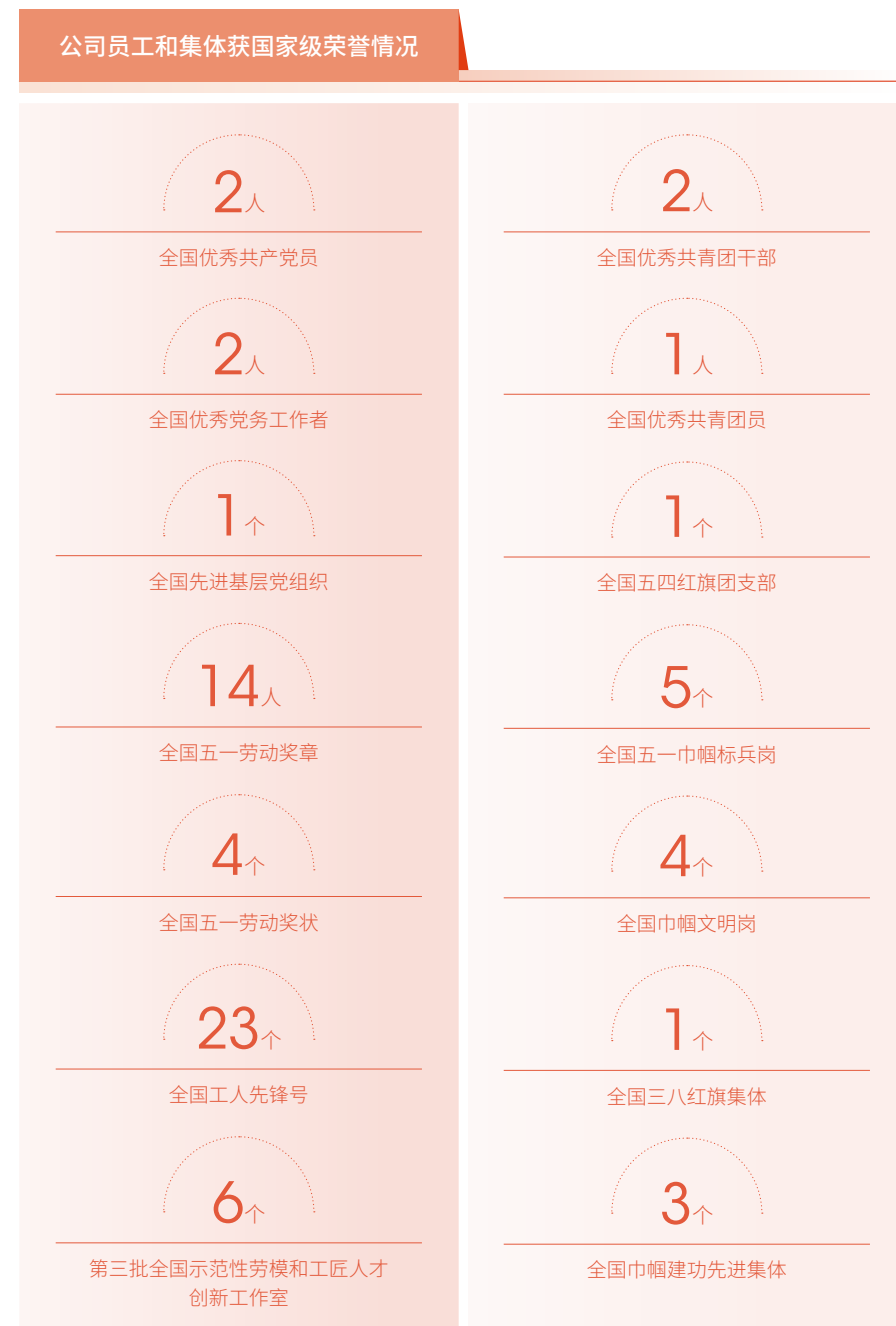 公司员工和集体获国家级荣誉情况
2人
全国优秀共产党员
2人
全国优秀党务工作者
1个
全国先进基层党组织
14人
全国五一劳动奖章
4个
全国五一劳动奖状
23个
全国工人先锋号
6个
第三批全国示范性劳模和工匠人才
创新工作室
2人
全国优秀共青团干部
1人
全国优秀共青团员
1个
全国五四红旗团支部
5个
全国五一巾帼标兵岗
4个
全国巾帼文明岗
1个
全国三八红旗集体
3个
全国巾帼建功先进集体